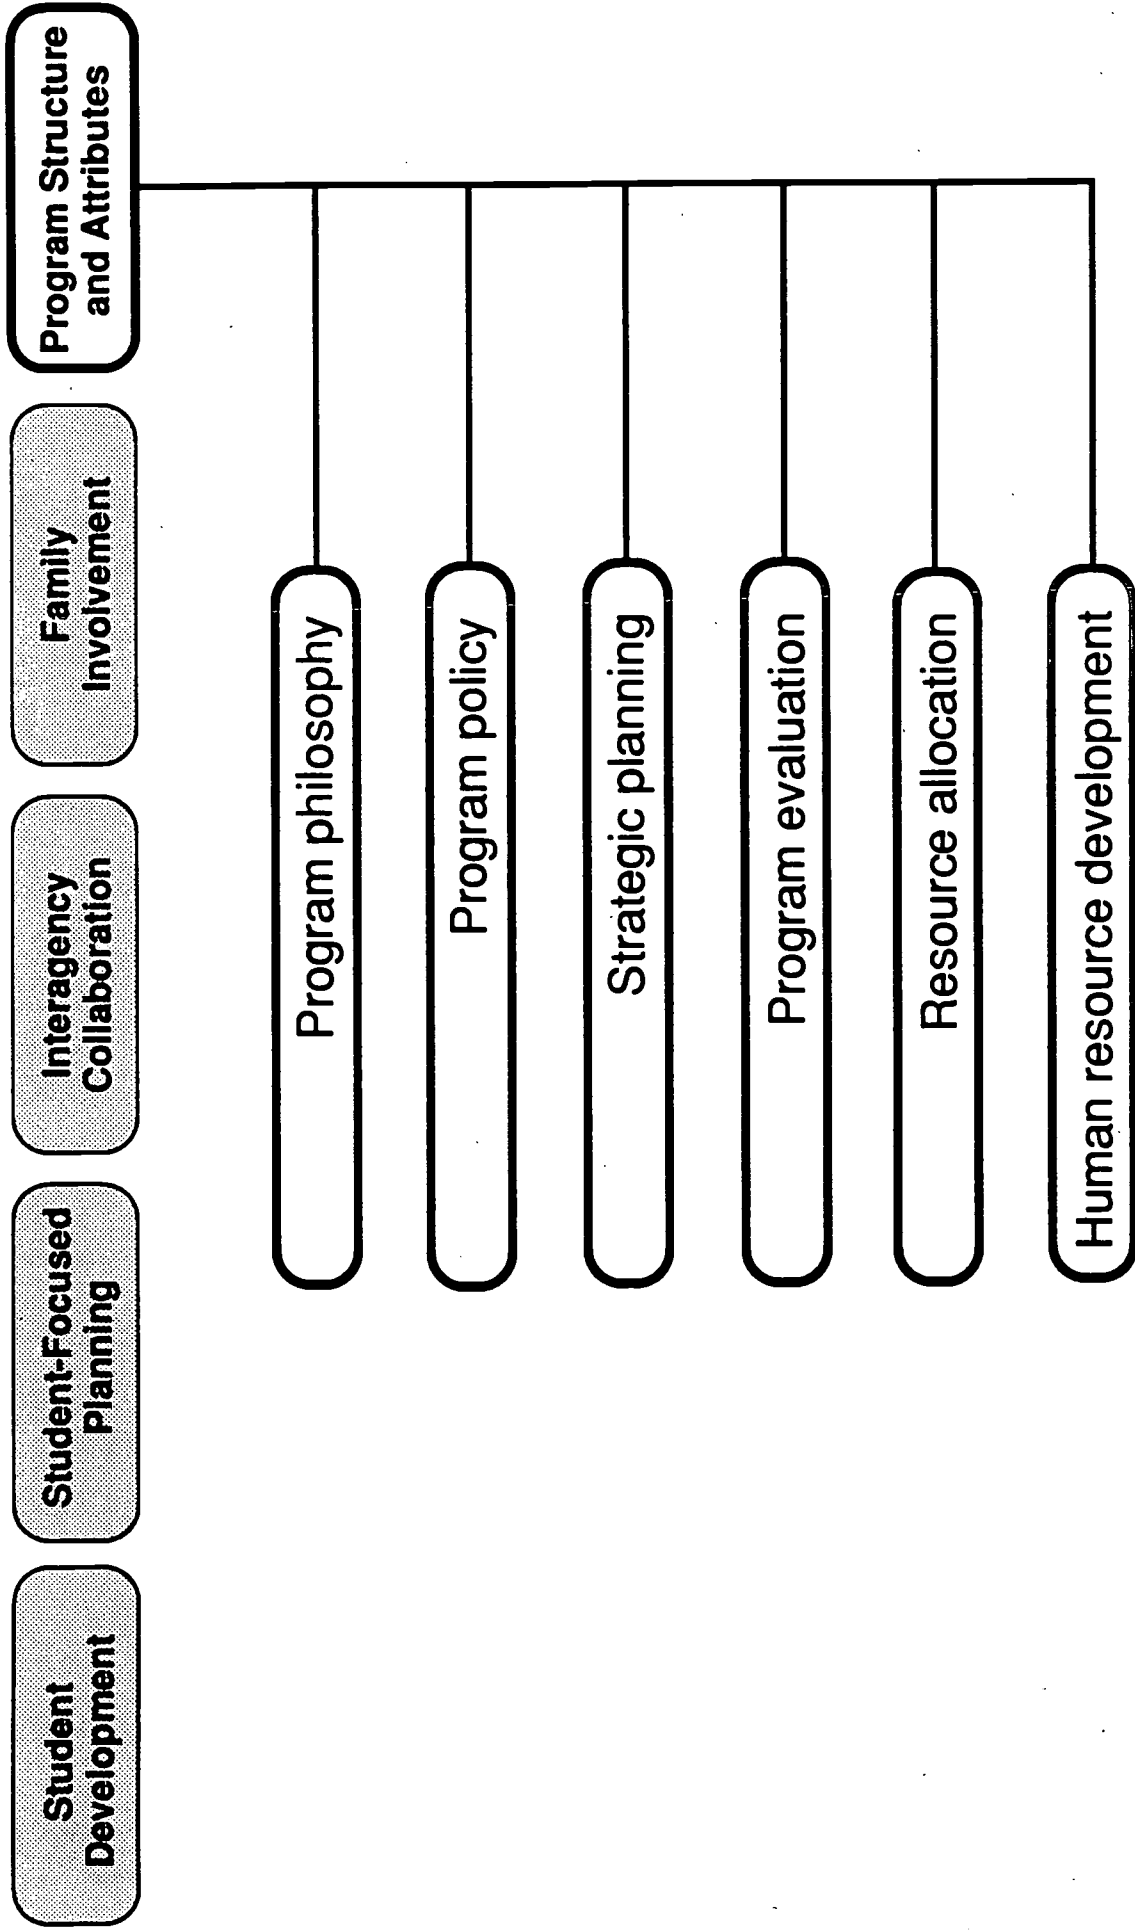 Student
Development
Student-Focused
Planning
Interagency
Collaboration
Family
Involvement
Program Structure
and Attributes
Program philosophy
Program policy
Strategic planning
Program evaluation
Resource allocation
Human resource development